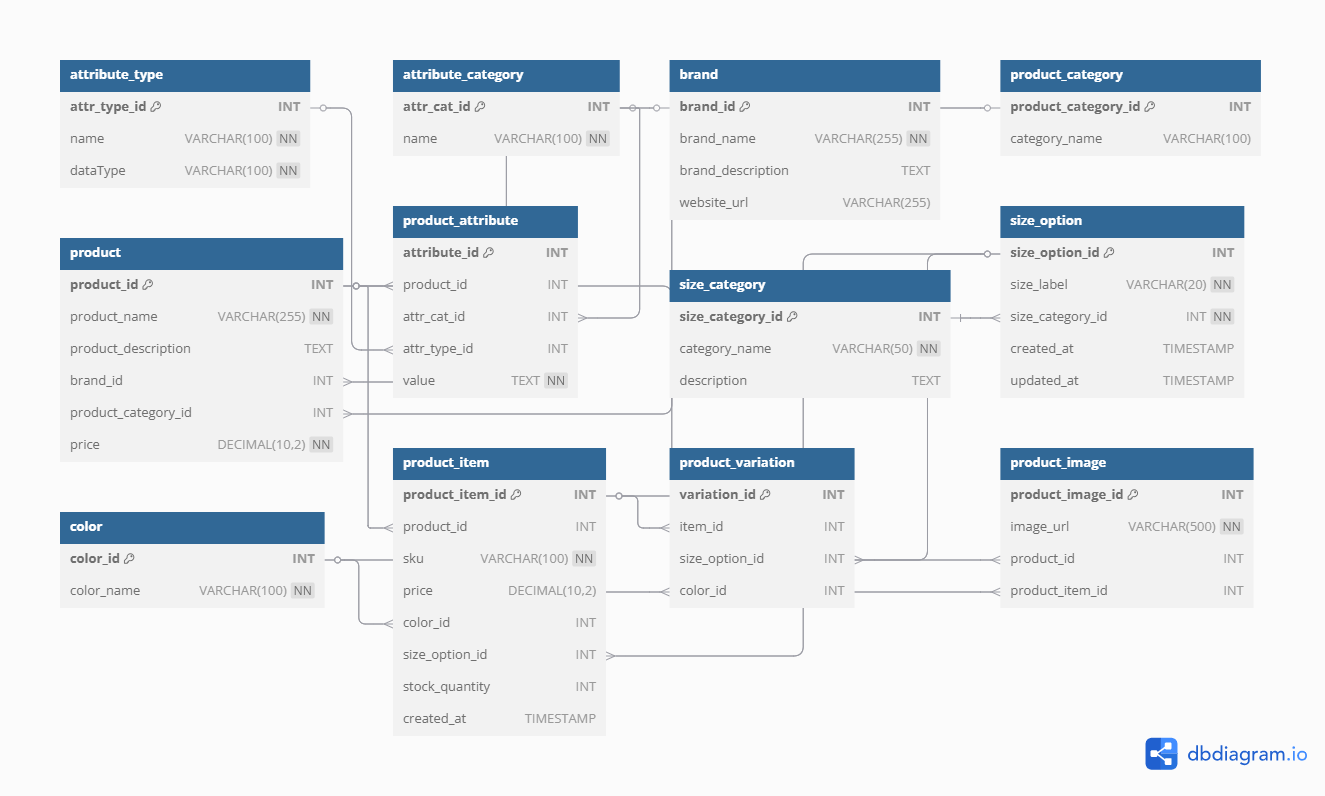 attribute_type
attr_type_id INT
name VARCHAR(100) NN
dataType VARCHAR(100) NN
attribute_category
attr_cat_id INT
name VARCHAR(100) NN
brand
brand_id INT
brand_name VARCHAR(255) NN
brand_description TEXT
website_url VARCHAR(255)
product_category
product_category_id INT
category_name VARCHAR(100)
product
product_id INT
product_name VARCHAR(255) NN
product_description TEXT
brand_id INT
product_category_id INT
price DECIMAL(10,2) NN
product_attribute
attribute_id INT
product_id INT
attr_cat_id INT
attr_type_id INT
value TEXT NN
size_category
size_category_id INT
category_name VARCHAR(50) NN
description TEXT
size_option
size_option_id INT
size_label VARCHAR(20) NN
size_category_id INT NN
created_at TIMESTAMP
updated_at TIMESTAMP
color
color_id INT
color_name VARCHAR(100) NN
product_item
product_item_id INT
product_id INT
sku VARCHAR(100) NN
price DECIMAL(10,2)
color_id INT
size_option_id INT
stock_quantity INT
created_at TIMESTAMP
product_variation
variation_id INT
item_id INT
size_option_id INT
color_id INT
product_image
product_image_id INT
image_url VARCHAR(500) NN
product_id INT
product_item_id INT
dbdiagram.io